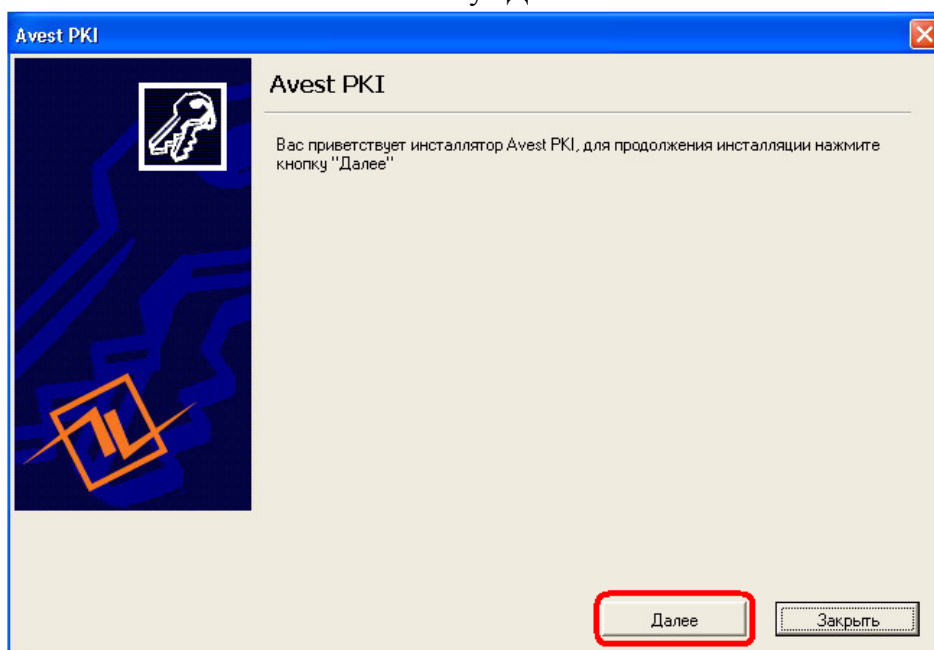 Avest PKI
Avest PKI
Вас приветствует инсталлятор Avest PKI, для продолжения инсталляции нажмите
кнопку "Далее"
Далее
Закрыть